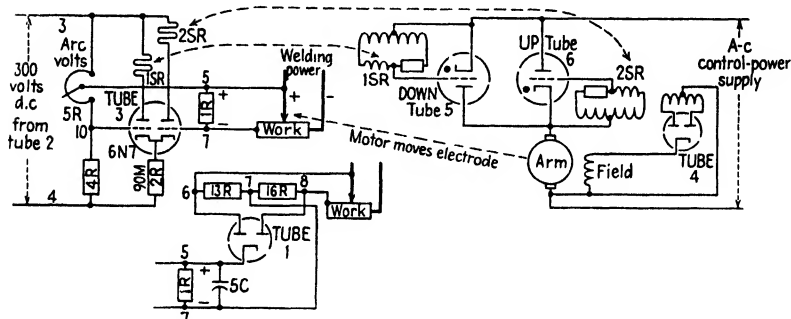 3
Arc
volts
300
volts
d.c
from
tube 2
5R
10
4R
4
2SR
1SR
TUBE
3
6N7
90M
2R
5
1R
+
-
7
Welding
power
+
-
Work
Motor moves electrode
1SR
DOWN
Tube 5
UP Tube
6
2SR
A-c
control-power
supply
Arm
Field
TUBE
4
6
13R
7
16R
8
Work
TUBE
1
5
1R
+
-
5C
7